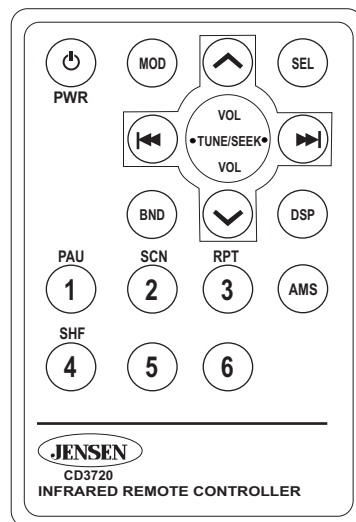 MOD
SEL
PWR
VOL
•TUNE/SEEK•
VOL
BND
DSP
PAU
SCN
RPT
1
2
3
AMS
SHF
4
5
6
JENSEN
CD3720
INFRARED REMOTE CONTROLLER